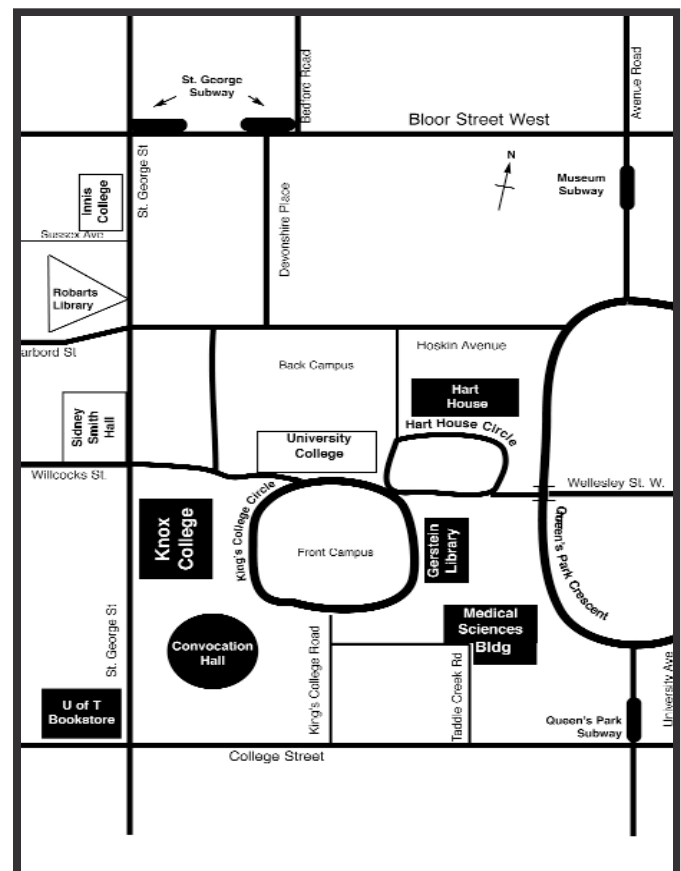 St. George
Subway
Bedford Road
Avenue Road
Bloor Street West
N
Museum
Subway
St. George St
Innis
College
Devonshire Place
Sussex Ave
Robarts
Library
arbord St
Hoskin Avenue
Back Campus
Hart
House
Hart House Circle
Sidney
Smith
Hall
University
College
Willcocks St.
Wellesley St. W.
King's College Circle
Knox
College
Front Campus
Gerstein
Library
Queen's Park Crescent
Medical
Sciences
Bldg
St. George St
Convocation
Hall
King's College Road
Taddle Creek Rd
University Ave
U of T
Bookstore
Queen's Park
Subway
College Street